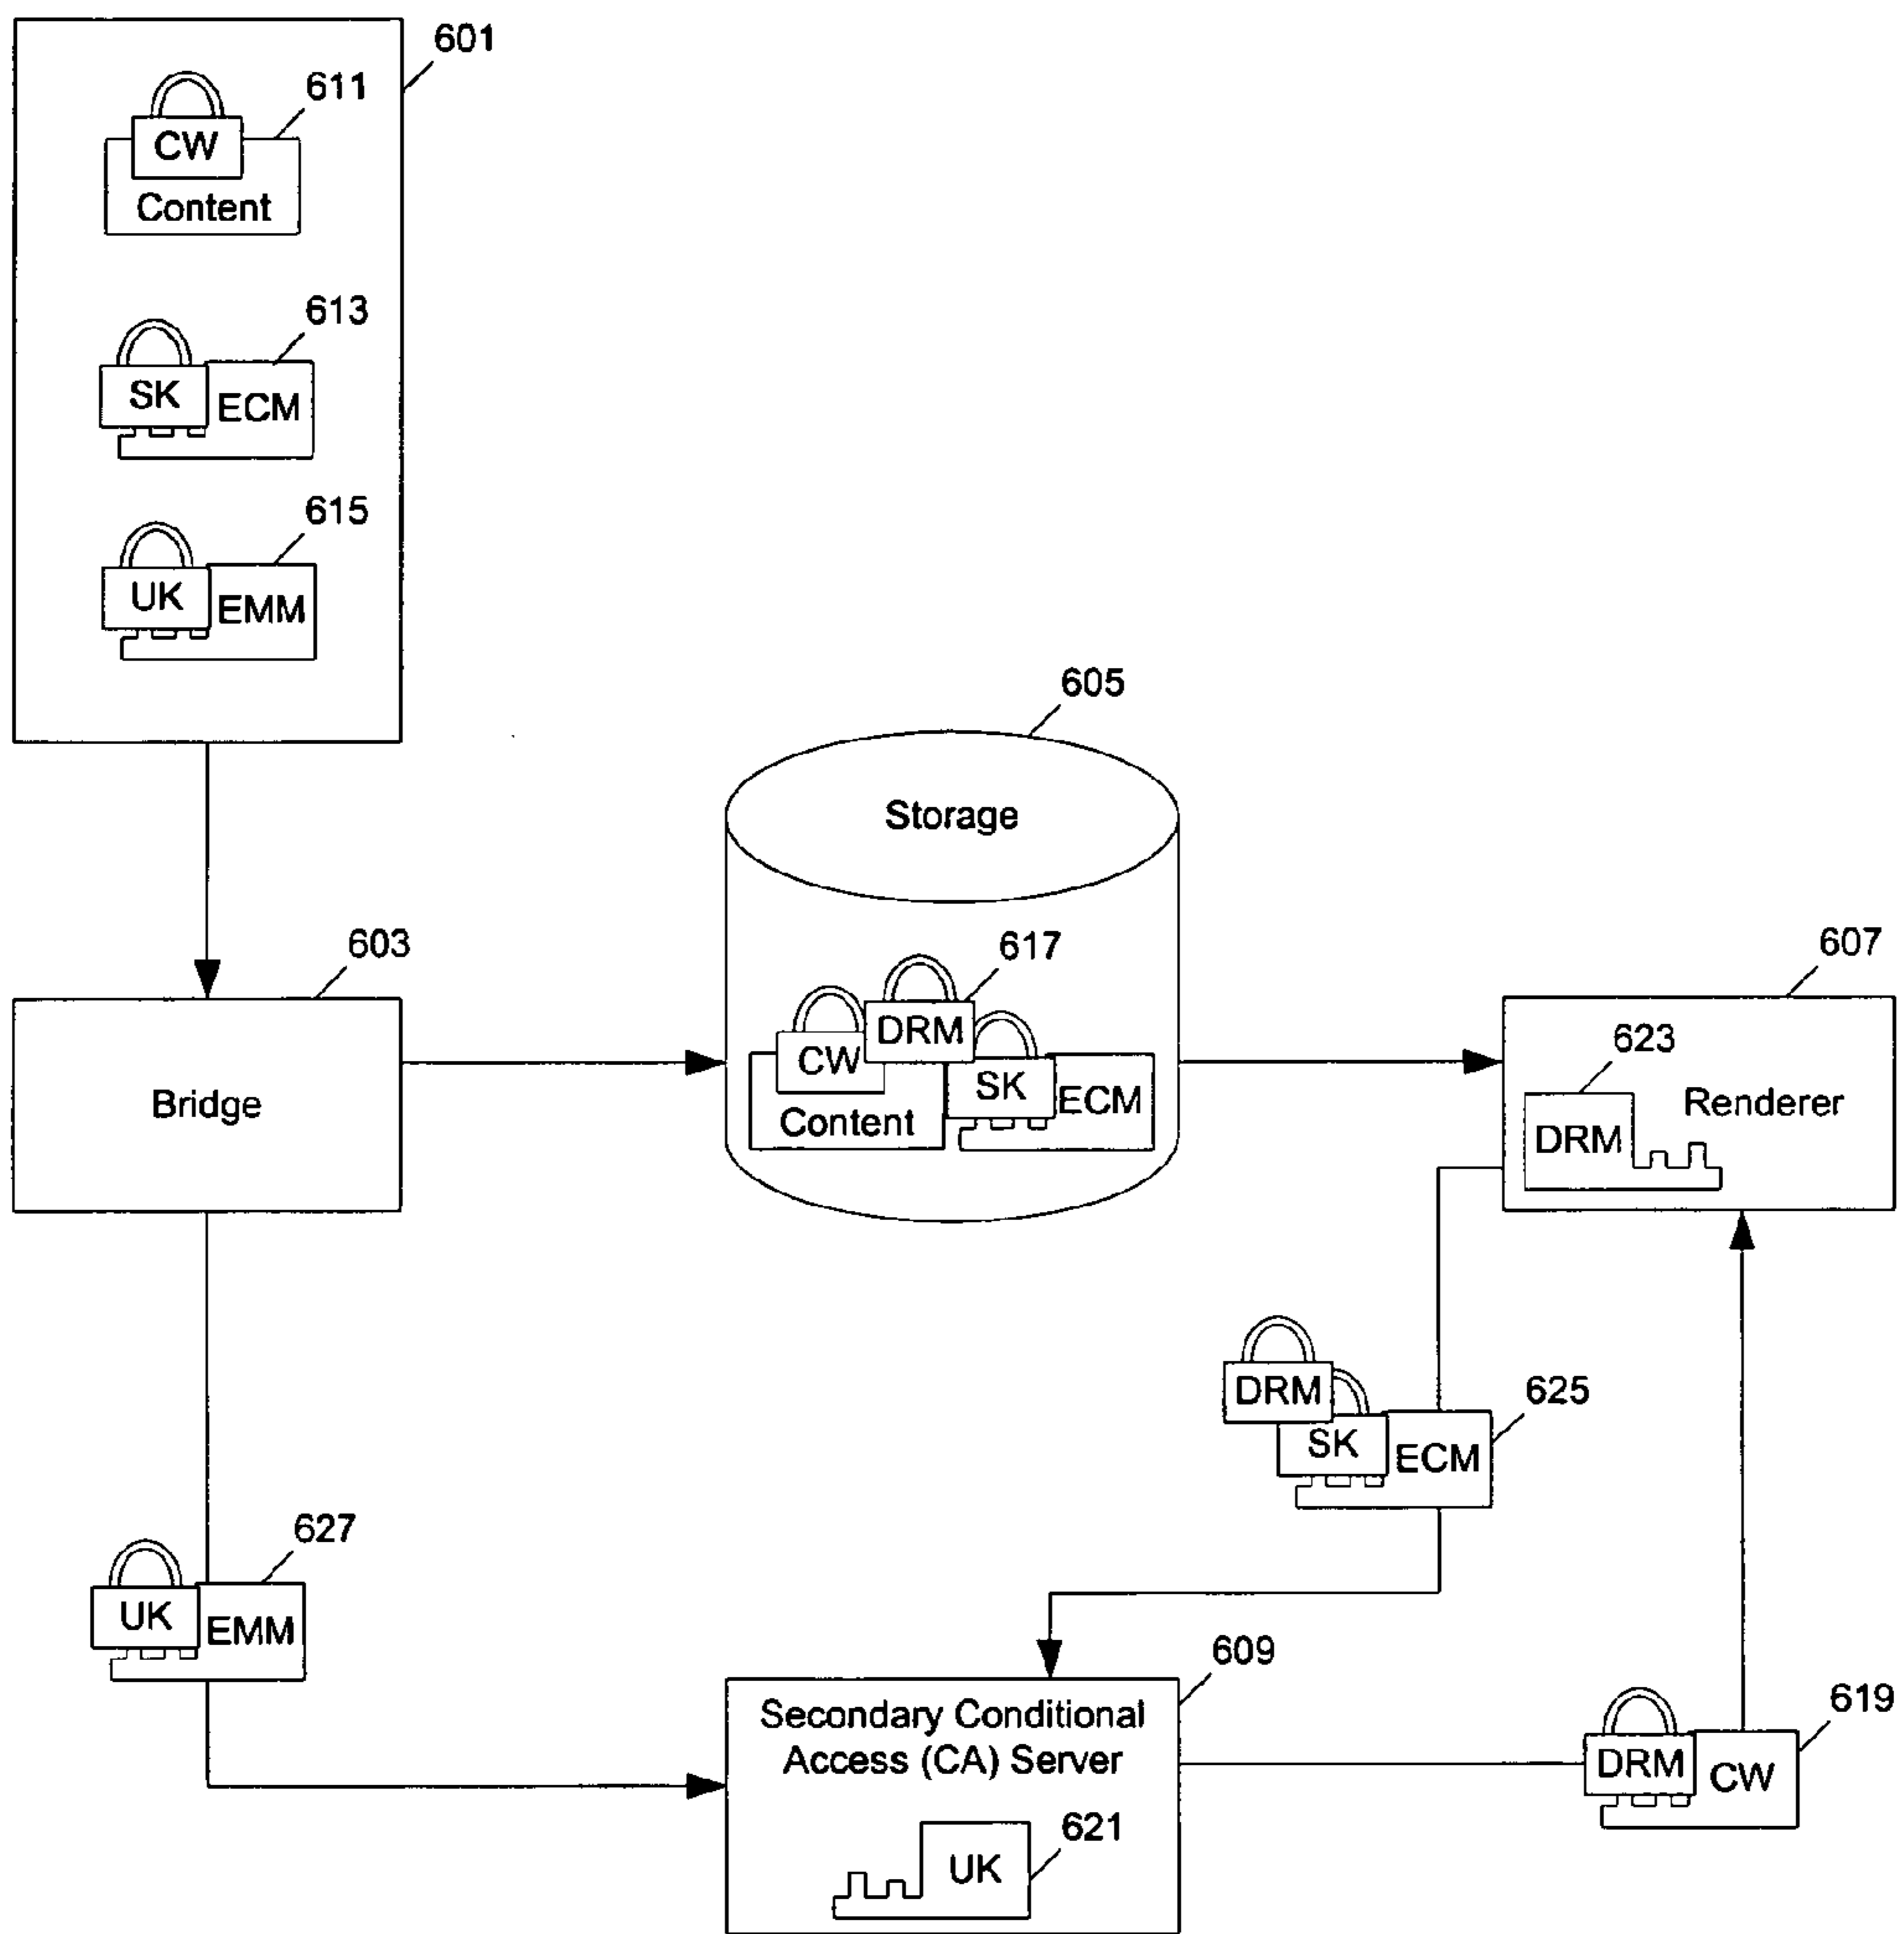 601
611
CW
Content
613
SK
ECM
615
UK
EMM
605
Storage
603
617
607
DRM
CW
SK
ECM
Content
Bridge
623
Renderer
DRM
DRM
625
SK
ECM
627
UK
EMM
609
Secondary Conditional
Access (CA) Server
619
DRM
CW
621
UK